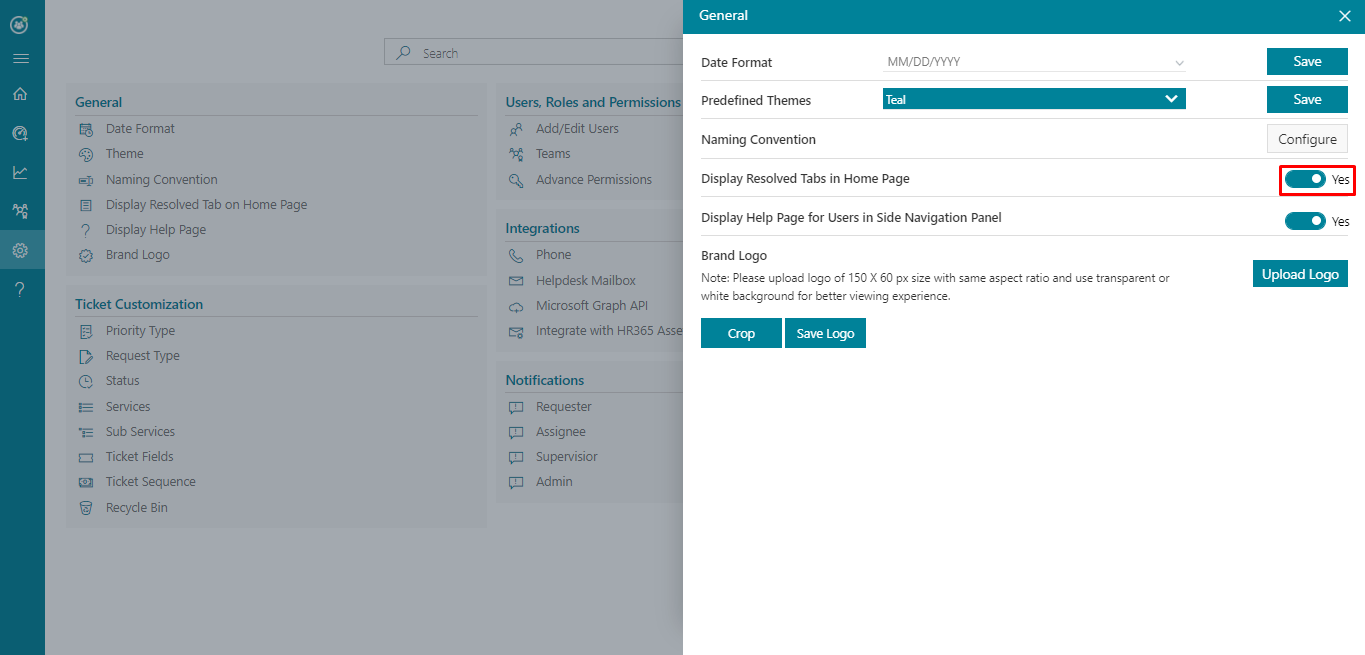 Search
General
Date Format
Theme
Naming Convention
Display Resolved Tab on Home Page
Display Help Page
Brand Logo
Ticket Customization
Priority Type
Request Type
Status
Services
Sub Services
Ticket Fields
Ticket Sequence
Recycle Bin
Users, Roles and Permissions
Add/Edit Users
Teams
Advance Permissions
Integrations
Phone
Helpdesk Mailbox
Microsoft Graph API
Integrate with HR365 Asse
Notifications
Requester
Assignee
Supervisior
Admin
General
Date Format MM/DD/YYYY Save
Predefined Themes Teal Save
Naming Convention Configure
Display Resolved Tabs in Home Page Yes
Display Help Page for Users in Side Navigation Panel Yes
Brand Logo
Note: Please upload logo of 150 X 60 px size with same aspect ratio and use transparent or
white background for better viewing experience.
Upload Logo
Crop Save Logo